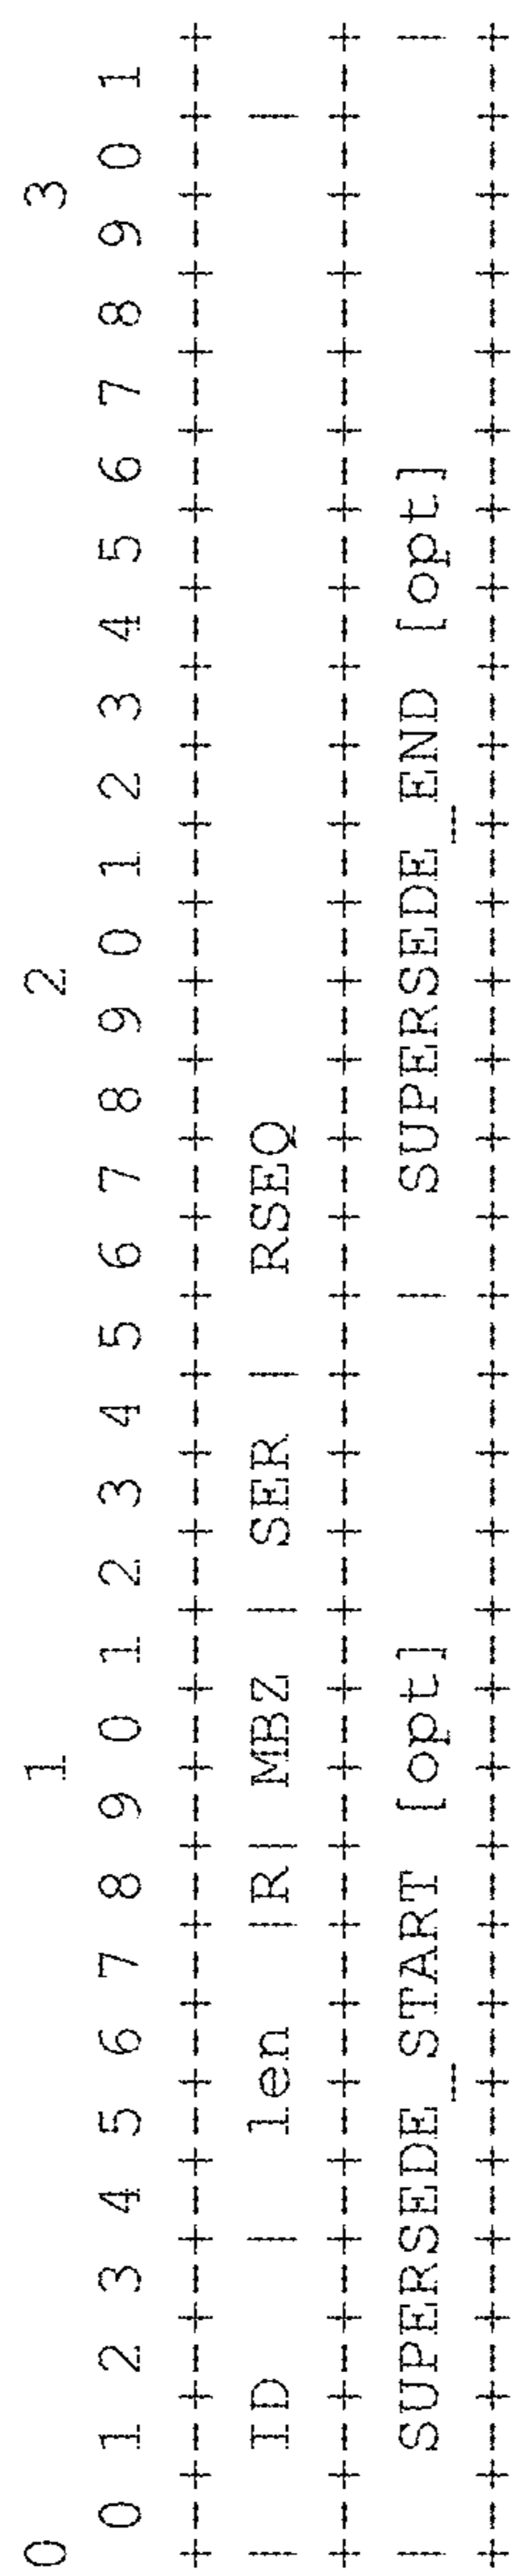 0                   1                   2                   3
 0 1 2 3 4 5 6 7 8 9 0 1 2 3 4 5 6 7 8 9 0 1 2 3 4 5 6 7 8 9 0 1
+-+-+-+-+-+-+-+-+-+-+-+-+-+-+-+-+-+-+-+-+-+-+-+-+-+-+-+-+-+-+-+-+
|  ID   |  len  |R| MBZ | SER |  RSEQ                         |
+-+-+-+-+-+-+-+-+-+-+-+-+-+-+-+-+-+-+-+-+-+-+-+-+-+-+-+-+-+-+-+-+
|  SUPERSEDE_START [opt]        |  SUPERSEDE_END [opt]          |
+-+-+-+-+-+-+-+-+-+-+-+-+-+-+-+-+-+-+-+-+-+-+-+-+-+-+-+-+-+-+-+-+